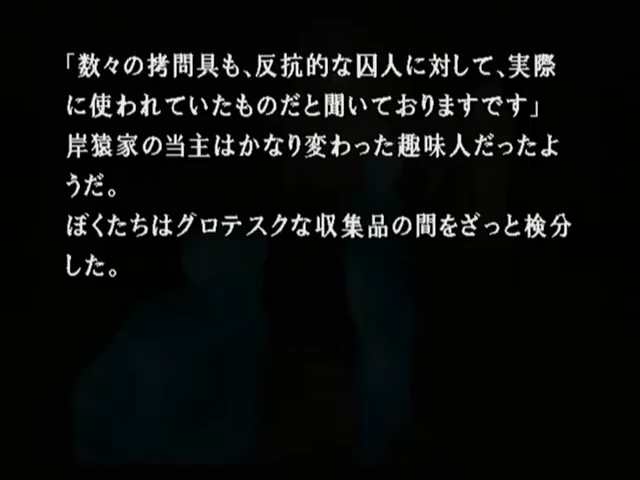 「数々の拷問具も、反抗的な囚人に対して、実際
に使われていたものだと聞いておりますです」
岸猿家の当主はかなり変わった趣味人だったよ
うだ。
ぼくたちはグロテスクな収集品の間をざっと検分
した。